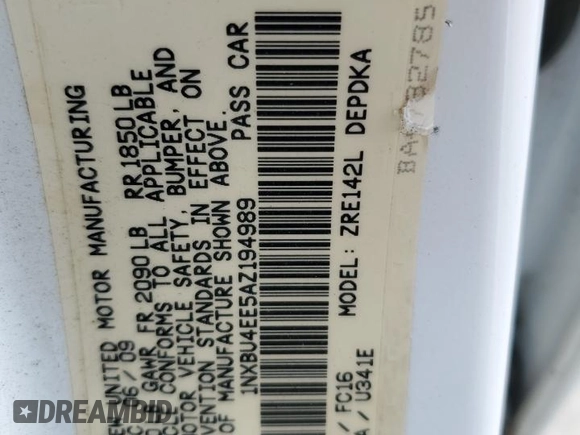 UNITED MOTOR MANUFACTURING
06/09
GAWR FR 2090 LB RR 1850 LB
CONFORMS TO ALL APPLICABLE
MOTOR VEHICLE SAFETY, BUMPER, AND
STANDARDS IN EFFECT ON
OF MANUFACTURE SHOWN ABOVE.
1NXBU4EE5AZ194989 PASS CAR
MODEL: ZRE142L DEPDKA
/ FC16
/ U341E
DREAMBID